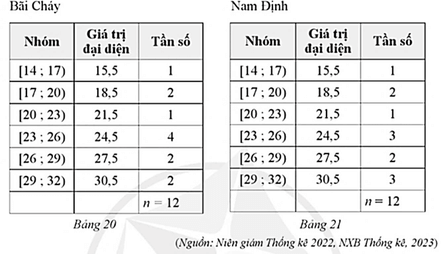 Bãi Cháy
Nhóm Giá trị đại diện Tần số
[14 ; 17) 15,5 1
[17 ; 20) 18,5 2
[20 ; 23) 21,5 1
[23 ; 26) 24,5 4
[26 ; 29) 27,5 2
[29 ; 32) 30,5 2
n = 12
Bảng 20
Nam Định
Nhóm Giá trị đại diện Tần số
[14 ; 17) 15,5 1
[17 ; 20) 18,5 2
[20 ; 23) 21,5 1
[23 ; 26) 24,5 3
[26 ; 29) 27,5 2
[29 ; 32) 30,5 3
n = 12
Bảng 21
(Nguồn: Niên giám Thống kê 2022, NXB Thống kê, 2023)